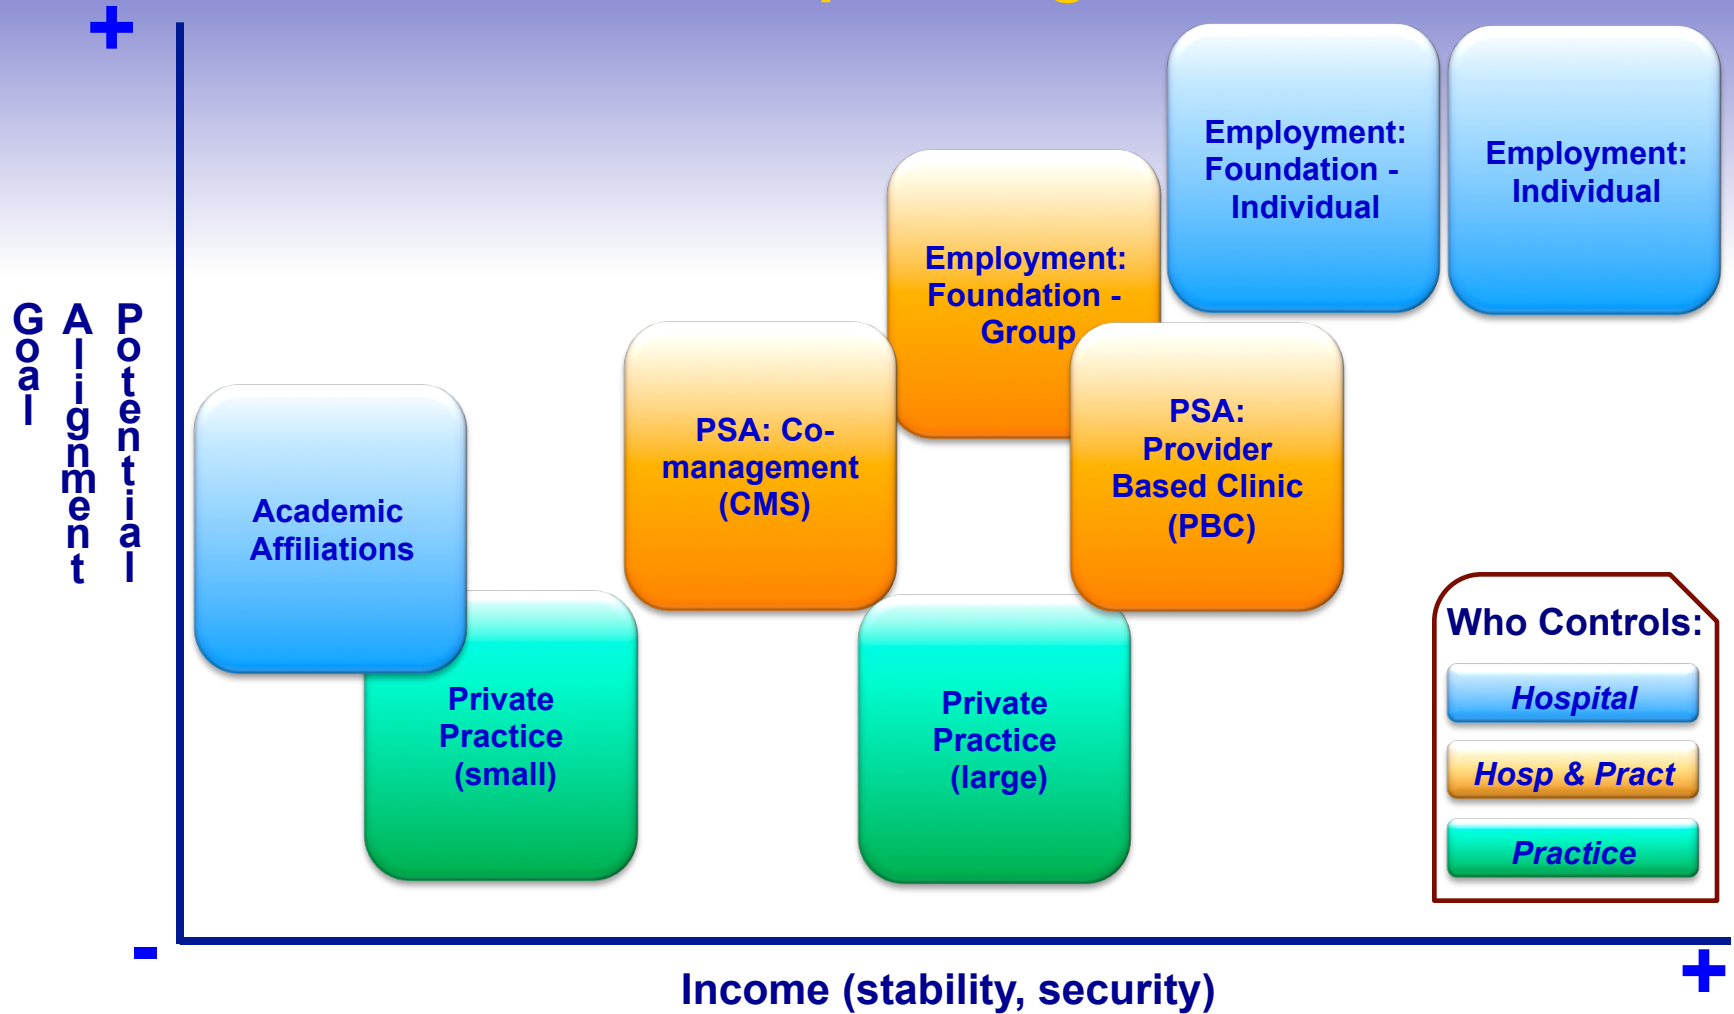 +
Goal
Alignment
Potential
Employment:
Foundation -
Individual
Employment:
Individual
Employment:
Foundation -
Group
PSA: Co-
management
(CMS)
PSA:
Provider
Based Clinic
(PBC)
Academic
Affiliations
Private
Practice
(small)
Private
Practice
(large)
Who Controls:
Hospital
Hosp & Pract
Practice
-
+
Income (stability, security)